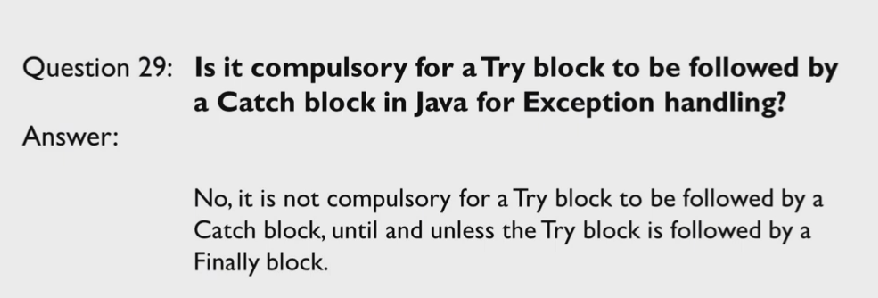 Question 29: Is it compulsory for a Try block to be followed by
a Catch block in Java for Exception handling?
Answer:
No, it is not compulsory for a Try block to be followed by a
Catch block, until and unless the Try block is followed by a
Finally block.